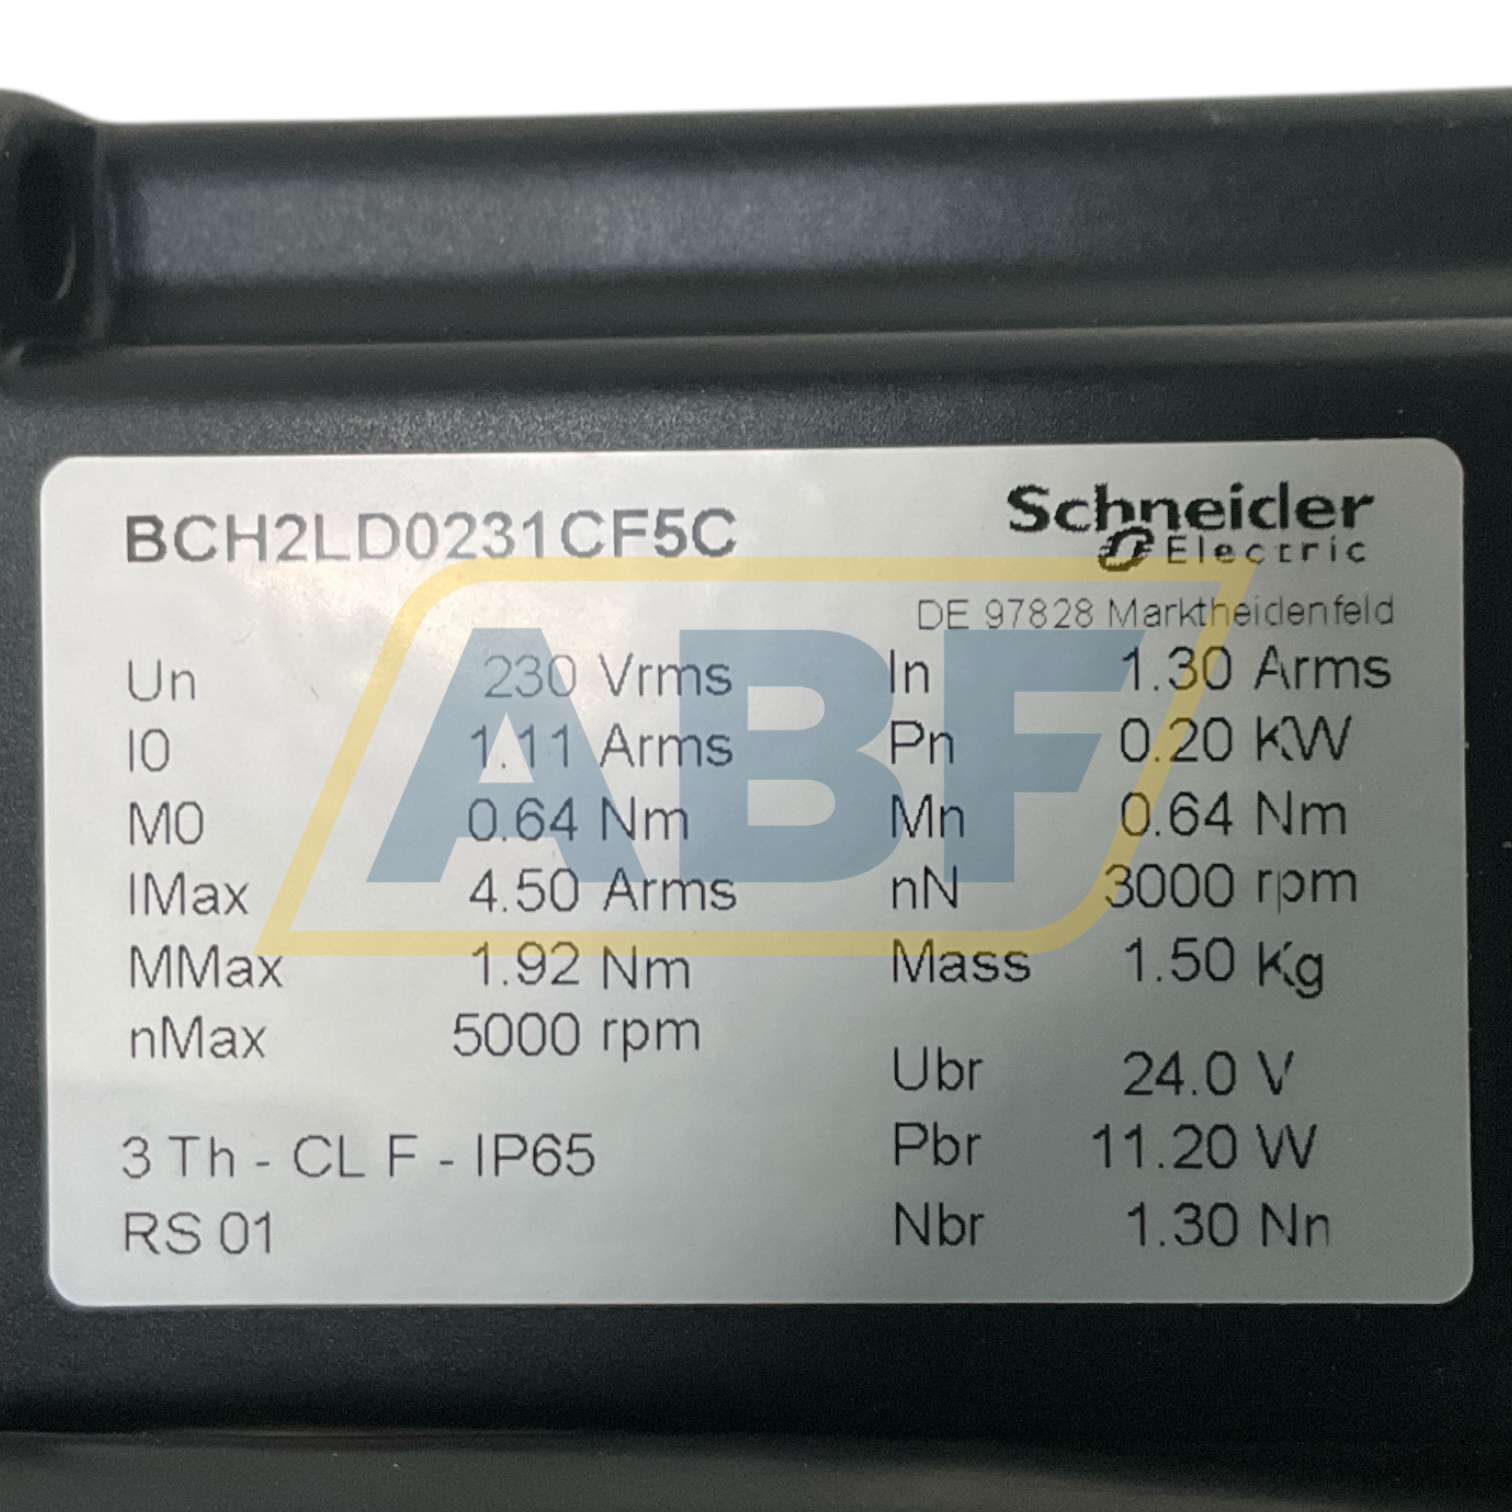 BCH2LD0231CF5C
Schneider
Electric
DE 97828 Marktheidenfeld
Un 230 Vrms In 1.30 Arms
I0 1.11 Arms Pn 0.20 KW
M0 0.64 Nm Mn 0.64 Nm
IMax 4.50 Arms nN 3000 rpm
MMax 1.92 Nm Mass 1.50 Kg
nMax 5000 rpm
Ubr 24.0 V
3 Th - CL F - IP65 Pbr 11.20 W
RS 01 Nbr 1.30 Nn
ABF